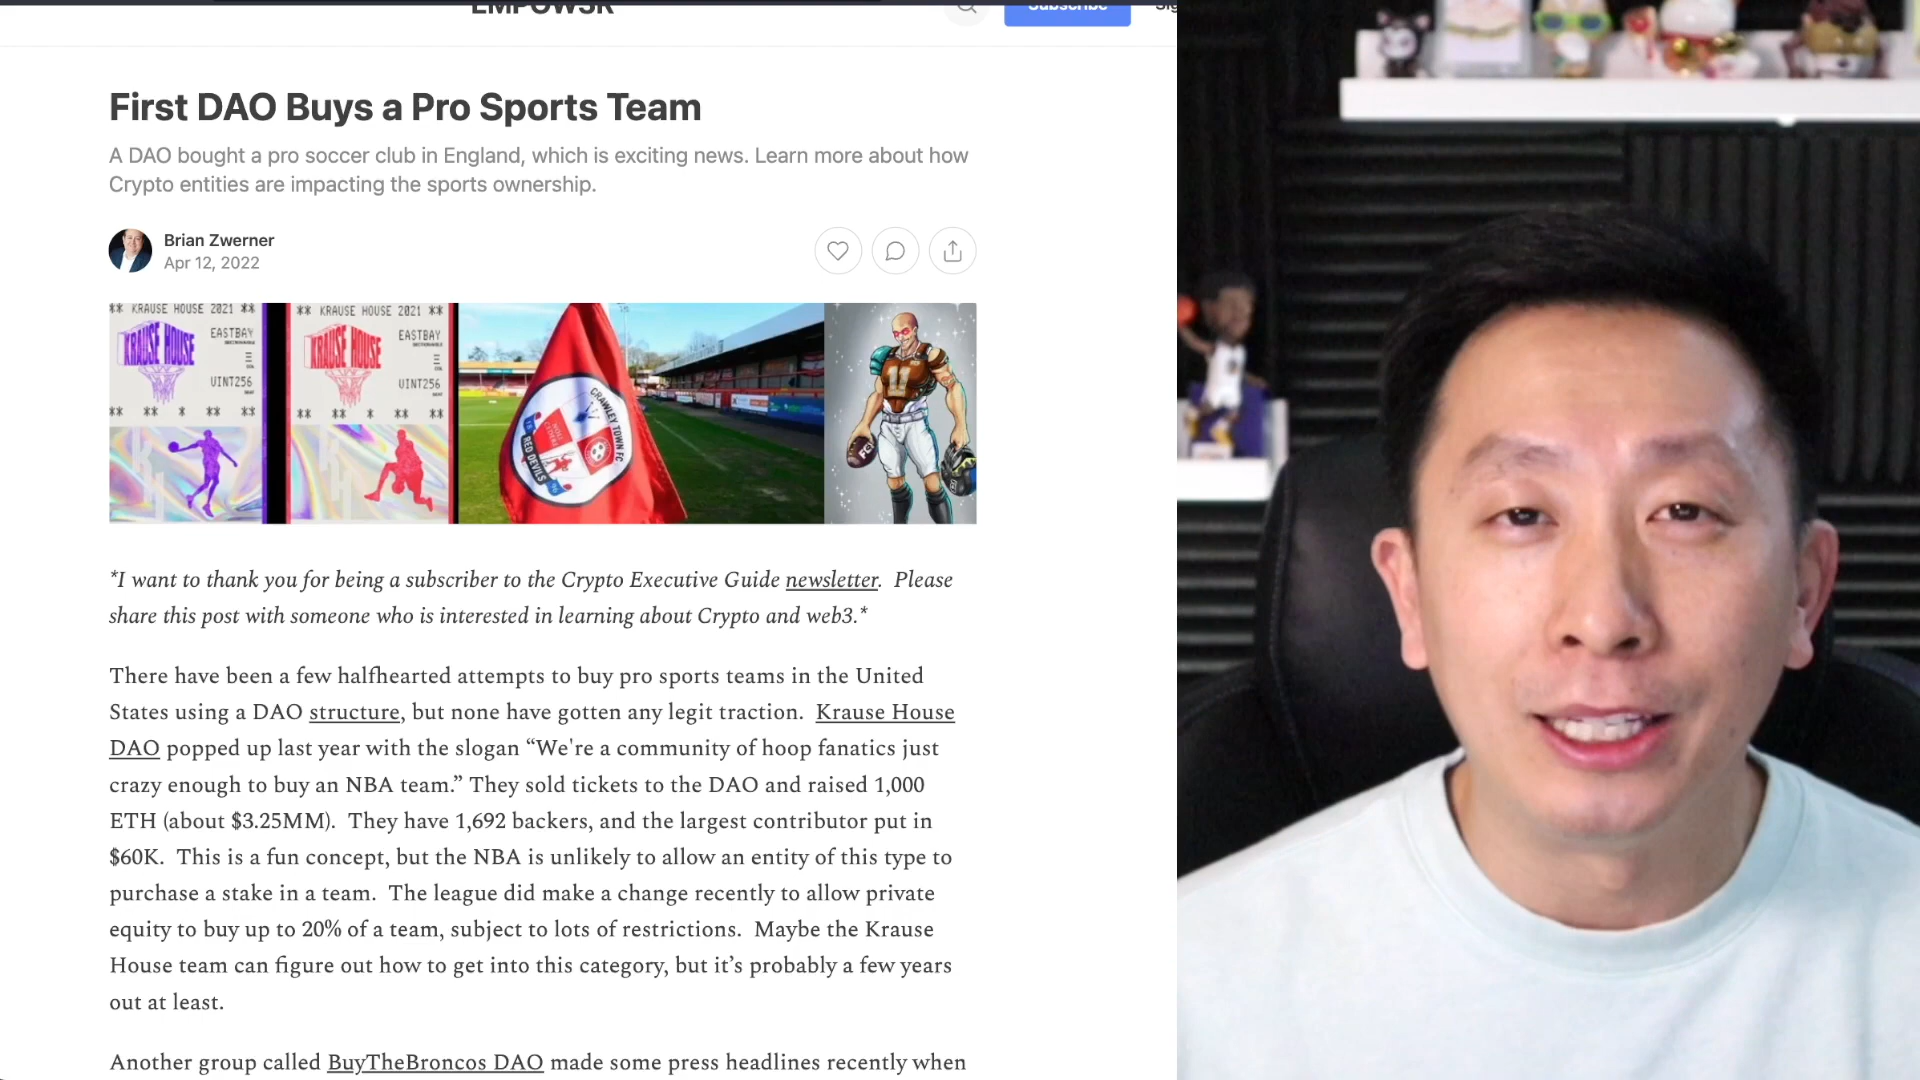 EMPOWSR
Subscribe
First DAO Buys a Pro Sports Team
A DAO bought a pro soccer club in England, which is exciting news. Learn more about how
Crypto entities are impacting the sports ownership.
Brian Zwerner
Apr 12, 2022
** KRAUSE HOUSE 2021 **
KRAUSE HOUSE
EASTBAY
UINT256
** ** * ** **
** KRAUSE HOUSE 2021 **
KRAUSE HOUSE
EASTBAY
UINT256
** ** * ** **
CRAWLEY TOWN FC
RED DEVILS
11
*I want to thank you for being a subscriber to the Crypto Executive Guide newsletter. Please
share this post with someone who is interested in learning about Crypto and web3.*
There have been a few halfhearted attempts to buy pro sports teams in the United
States using a DAO structure, but none have gotten any legit traction. Krause House
DAO popped up last year with the slogan “We're a community of hoop fanatics just
crazy enough to buy an NBA team.” They sold tickets to the DAO and raised 1,000
ETH (about $3.25MM). They have 1,692 backers, and the largest contributor put in
$60K. This is a fun concept, but the NBA is unlikely to allow an entity of this type to
purchase a stake in a team. The league did make a change recently to allow private
equity to buy up to 20% of a team, subject to lots of restrictions. Maybe the Krause
House team can figure out how to get into this category, but it’s probably a few years
out at least.
Another group called BuyTheBroncos DAO made some press headlines recently when